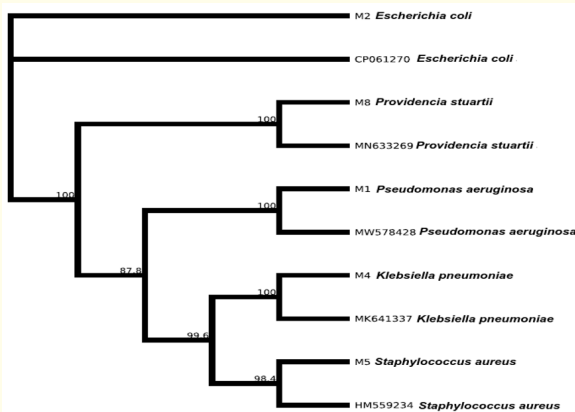 M2 Escherichia coli
CP061270 Escherichia coli
M8 Providencia stuartii
100
MN633269 Providencia stuartii
M1 Pseudomonas aeruginosa
100
100
MW578428 Pseudomonas aeruginosa
87.8
M4 Klebsiella pneumoniae
100
MK641337 Klebsiella pneumoniae
99.6
M5 Staphylococcus aureus
98.4
HM559234 Staphylococcus aureus